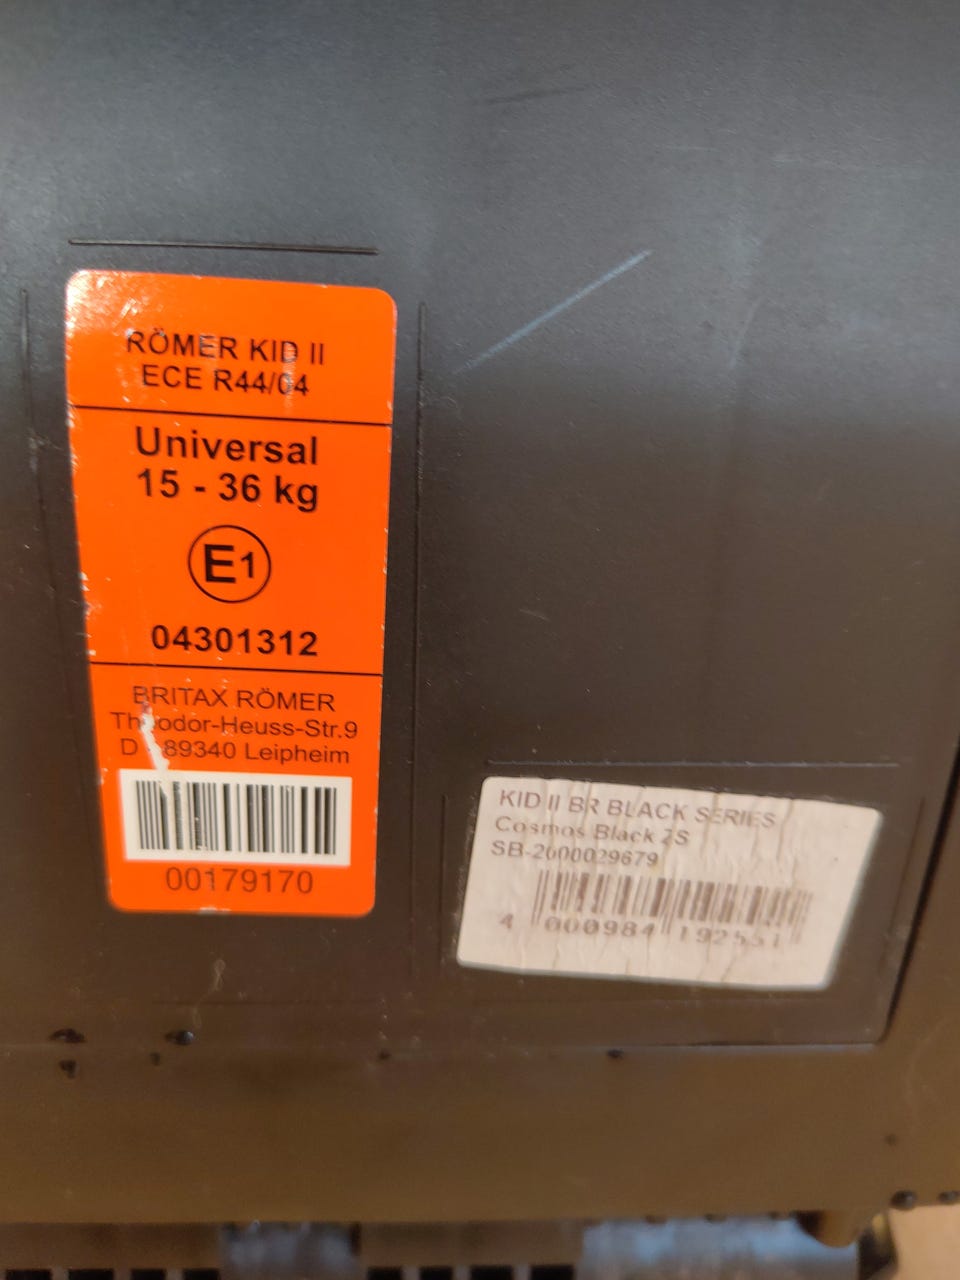 RÖMER KID II
ECE R44/04
Universal
15 - 36 kg
E1
04301312
BRITAX RÖMER
Theodor-Heuss-Str.9
D - 89340 Leipheim
00179170
KID II BR BLACK SERIES
Cosmos Black ZS
SB-2000029679
4 000984 192551